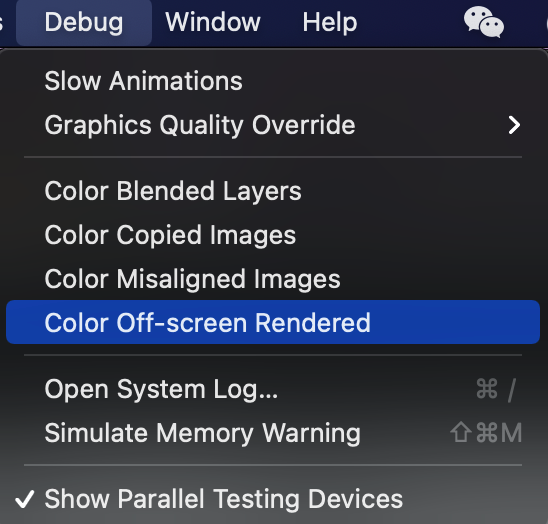 Debug Window Help
Slow Animations
Graphics Quality Override
Color Blended Layers
Color Copied Images
Color Misaligned Images
Color Off-screen Rendered
Open System Log... ⌘ /
Simulate Memory Warning ⇧⌘M
✓ Show Parallel Testing Devices